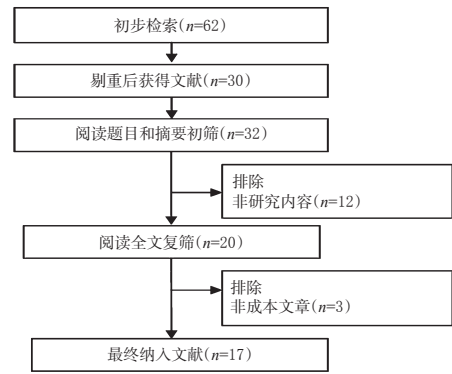 初步检索(n=62)
剔重后获得文献(n=30)
阅读题目和摘要初筛(n=32)
排除
非研究内容(n=12)
阅读全文复筛(n=20)
排除
非成本文章(n=3)
最终纳入文献(n=17)